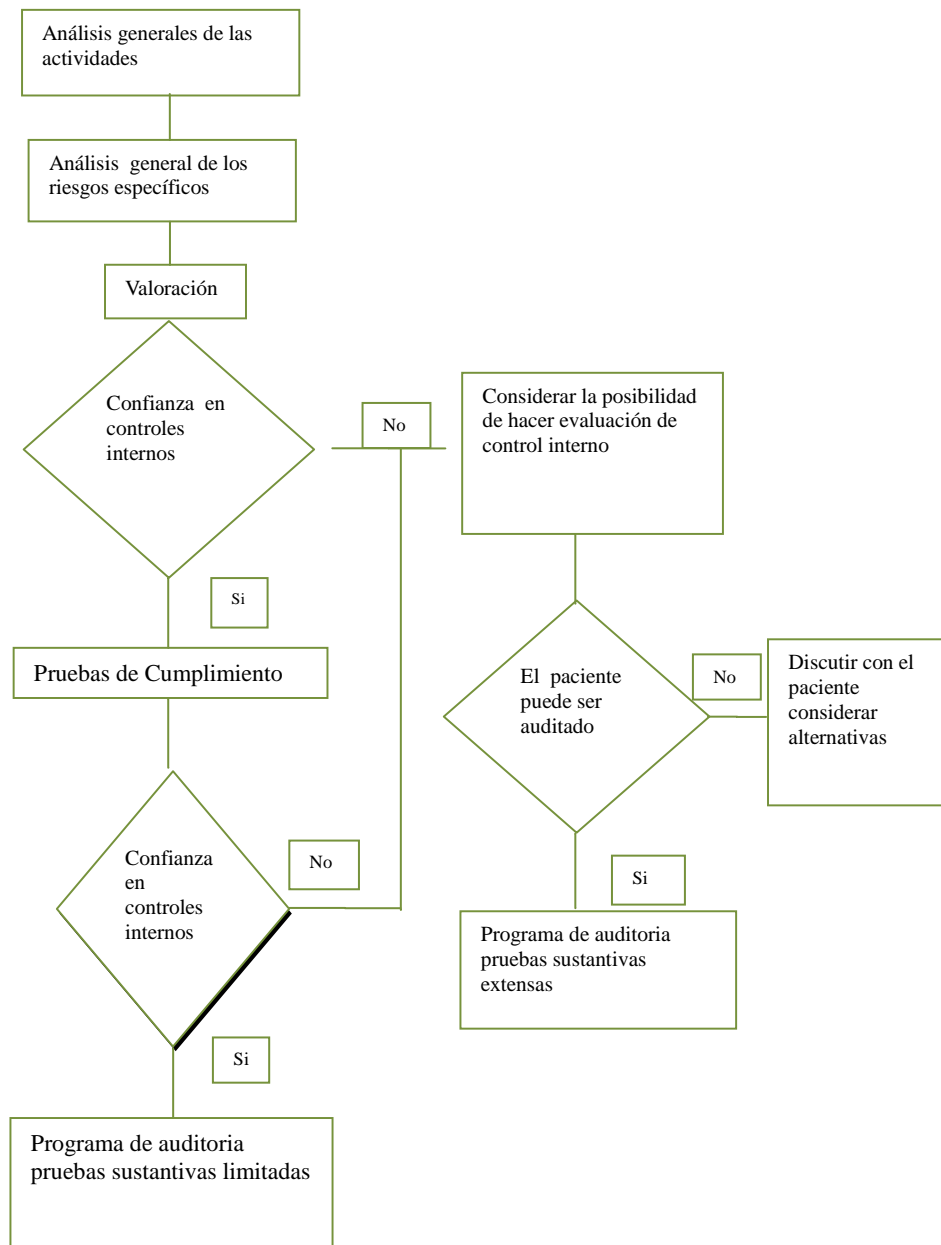 Análisis generales de las
actividades
Análisis general de los
riesgos específicos
Valoración
Confianza en
controles
internos
No
Considerar la posibilidad
de hacer evaluación de
control interno
Si
Pruebas de Cumplimiento
El paciente
puede ser
auditado
No
Discutir con el
paciente
considerar
alternativas
Confianza
en
controles
internos
No
Si
Programa de auditoria
pruebas sustantivas
extensas
Si
Programa de auditoria
pruebas sustantivas limitadas